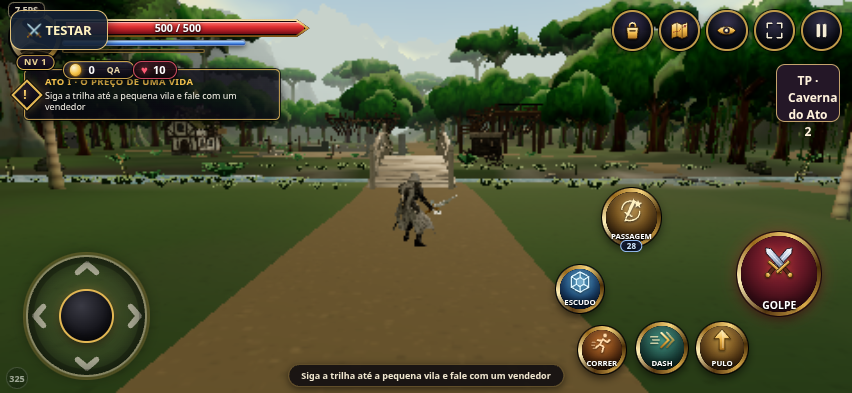 7 FPS
TESTAR
500 / 500
NV 1
0 QA
10
ATO I · O PREÇO DE UMA VIDA
Siga a trilha até a pequena vila e fale com um
vendedor
!
TP ·
Caverna
do Ato
2
PASSAGEM
28
ESCUDO
GOLPE
CORRER
DASH
PULO
Siga a trilha até a pequena vila e fale com um vendedor
325